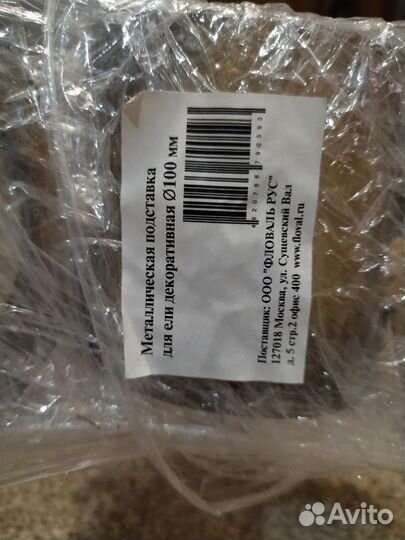 Металлическая подставка
для ели декоративная Ø100 мм
4620766790593
Поставщик: ООО "ФЛОВАЛЬ РУС"
127018 Москва, ул. Сущевский Вал
д. 5 стр.2 офис 400 www.floval.ru
Avito